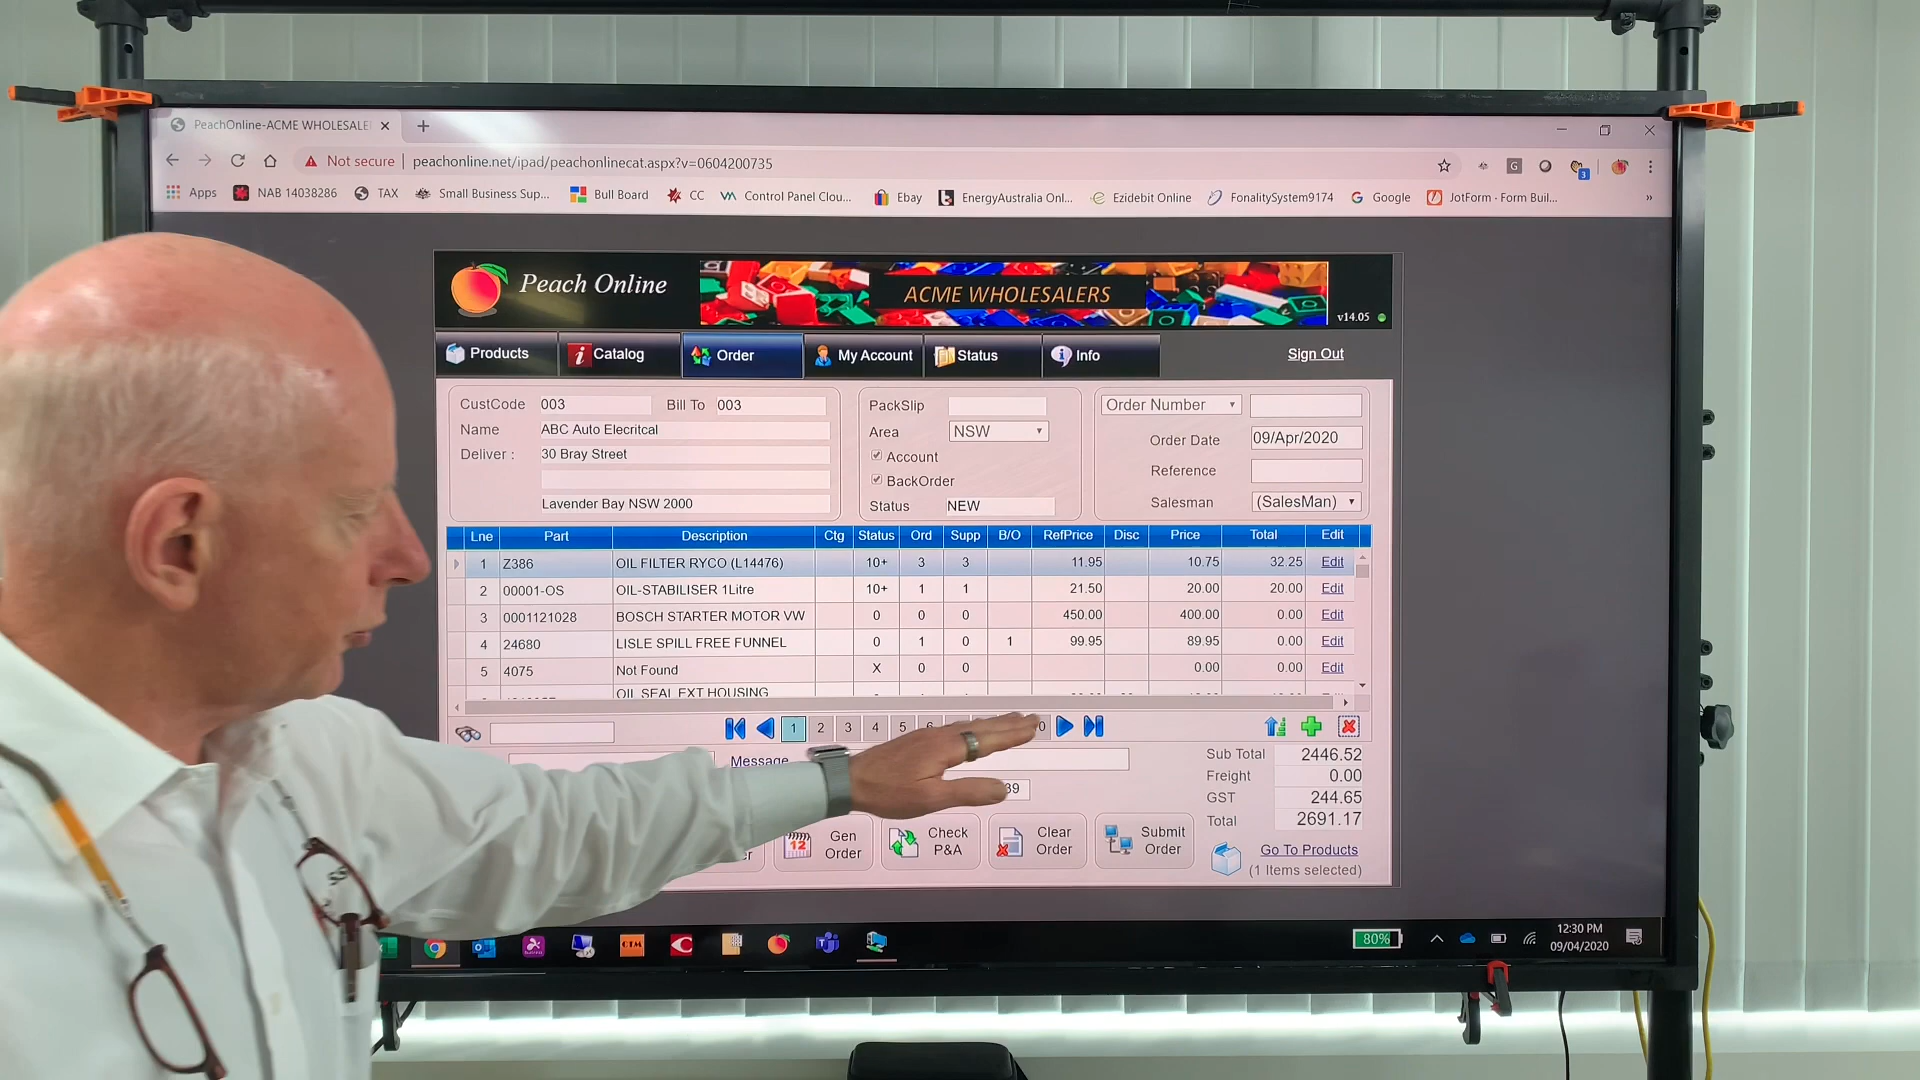 PeachOnline-ACME WHOLESALE
Not secure | peachonline.net/ipad/peachonlinecat.aspx?v=0604200735
Apps NAB 14038286 TAX Small Business Sup... Bull Board CC Control Panel Clou... Ebay EnergyAustralia Onl... Ezidebit Online FonalitySystem9174 Google JotForm - Form Buil... »
Peach Online
ACME WHOLESALERS
v14.05
Products Catalog Order My Account Status Info Sign Out
CustCode 003 Bill To 003 PackSlip Order Number
Name ABC Auto Elecritcal Area NSW Order Date 09/Apr/2020
Deliver : 30 Bray Street Account Reference
BackOrder
Lavender Bay NSW 2000 Status NEW Salesman (SalesMan)
Lne Part Description Ctg Status Ord Supp B/O RefPrice Disc Price Total Edit
1 Z386 OIL FILTER RYCO (L14476) 10+ 3 3 11.95 10.75 32.25 Edit
2 00001-OS OIL-STABILISER 1Litre 10+ 1 1 21.50 20.00 20.00 Edit
3 0001121028 BOSCH STARTER MOTOR VW 0 0 0 450.00 400.00 0.00 Edit
4 24680 LISLE SPILL FREE FUNNEL 0 1 0 1 99.95 89.95 0.00 Edit
5 4075 Not Found X 0 0 0.00 0.00 Edit
OIL SEAL EXT HOUSING
1 2 3 4 5 6 0
Message
39
Sub Total 2446.52
Freight 0.00
GST 244.65
Total 2691.17
er
12
Gen Order
Check P&A
Clear Order
Submit Order
Go To Products
(1 Items selected)
CTM
80%
12:30 PM
09/04/2020